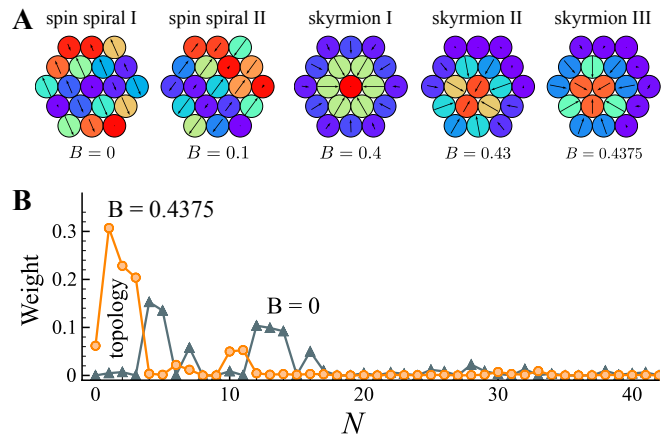 A
spin spiral I spin spiral II skyrmion I skyrmion II skyrmion III
B = 0 B = 0.1 B = 0.4 B = 0.43 B = 0.4375
B
B = 0.4375
B = 0
Weight
topology
0.3
0.2
0.1
0
0 10 20 30 40
N